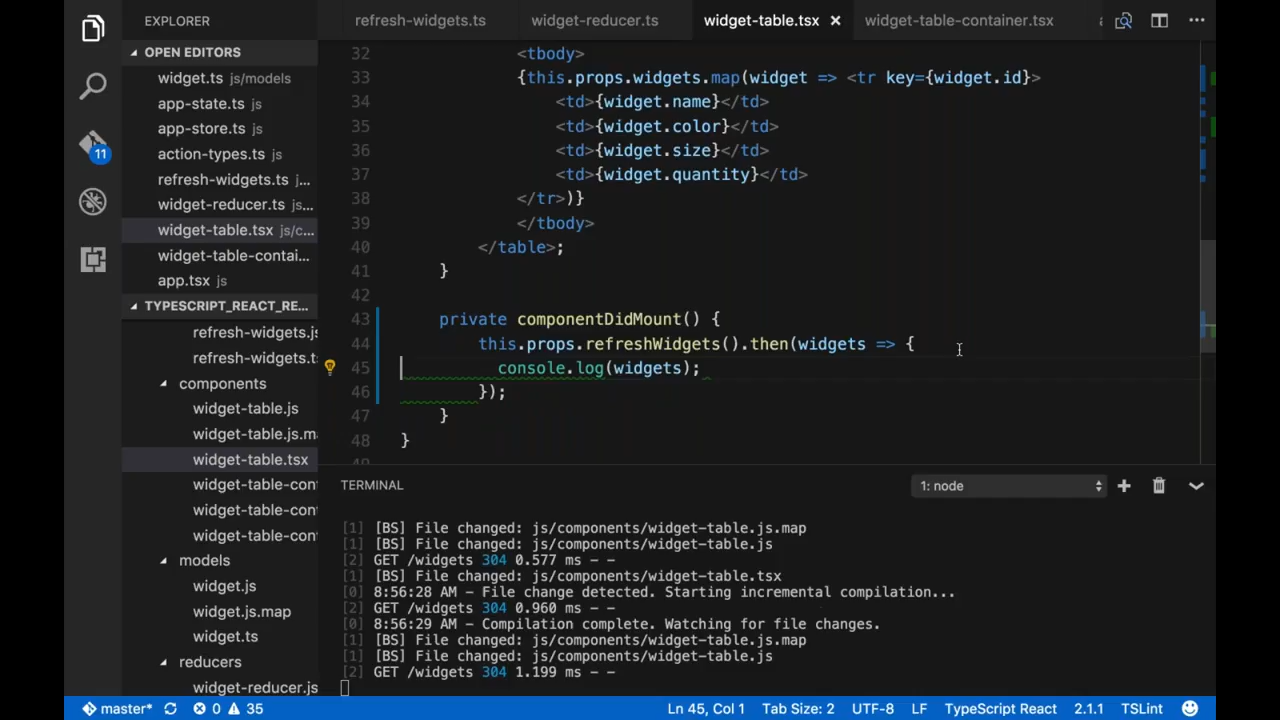 EXPLORER
OPEN EDITORS
widget.ts js/models
app-state.ts js
app-store.ts js
action-types.ts js
refresh-widgets.ts j...
widget-reducer.ts js...
widget-table.tsx js/c...
widget-table-contai...
app.tsx js
TYPESCRIPT_REACT_RE...
refresh-widgets.js
refresh-widgets.t
components
widget-table.js
widget-table.js.m
widget-table.tsx
widget-table-con
widget-table-con
widget-table-con
models
widget.js
widget.js.map
widget.ts
reducers
widget-reducer.js
11
refresh-widgets.ts widget-reducer.ts widget-table.tsx widget-table-container.tsx
32 <tbody>
33 {this.props.widgets.map(widget => <tr key={widget.id}>
34 <td>{widget.name}</td>
35 <td>{widget.color}</td>
36 <td>{widget.size}</td>
37 <td>{widget.quantity}</td>
38 </tr>)}
39 </tbody>
40 </table>;
41 }
42
43 private componentDidMount() {
44 this.props.refreshWidgets().then(widgets => {
45 console.log(widgets);
46 });
47 }
48 }
TERMINAL 1: node
[1] [BS] File changed: js/components/widget-table.js.map
[1] [BS] File changed: js/components/widget-table.js
[2] GET /widgets 304 0.577 ms - -
[1] [BS] File changed: js/components/widget-table.tsx
[0] 8:56:28 AM - File change detected. Starting incremental compilation...
[2] GET /widgets 304 0.960 ms - -
[0] 8:56:29 AM - Compilation complete. Watching for file changes.
[1] [BS] File changed: js/components/widget-table.js.map
[1] [BS] File changed: js/components/widget-table.js
[2] GET /widgets 304 1.199 ms - -
master* 0 35 Ln 45, Col 1 Tab Size: 2 UTF-8 LF TypeScript React 2.1.1 TSLint